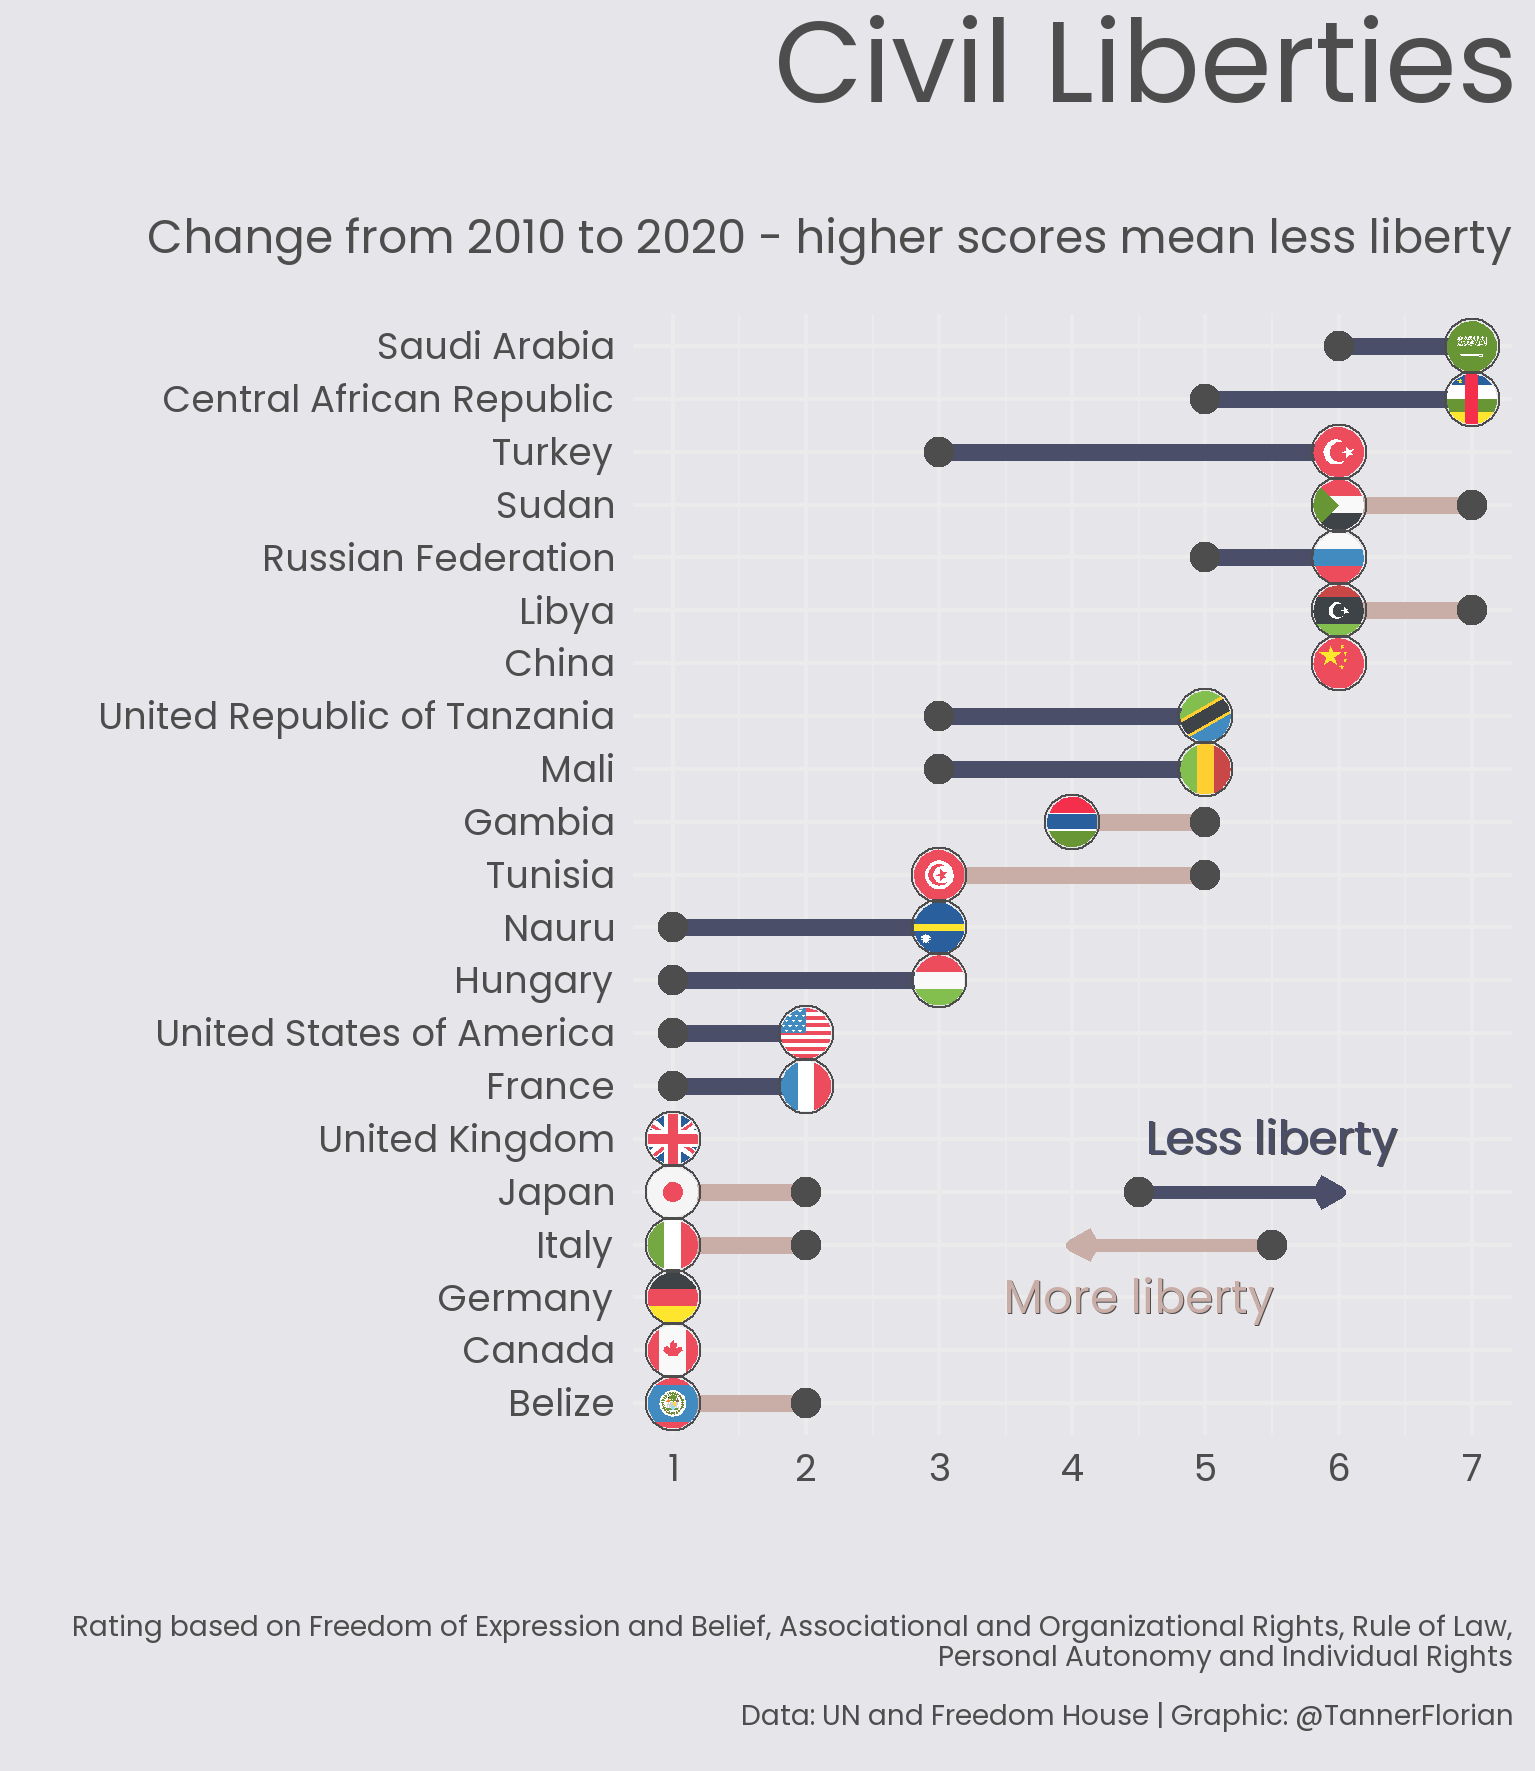 Civil Liberties
Change from 2010 to 2020 - higher scores mean less liberty
Saudi Arabia
Central African Republic
Turkey
Sudan
Russian Federation
Libya
China
United Republic of Tanzania
Mali
Gambia
Tunisia
Nauru
Hungary
United States of America
France
United Kingdom
Less liberty
Japan
Italy
Germany
More liberty
Canada
Belize
1 2 3 4 5 6 7
Rating based on Freedom of Expression and Belief, Associational and Organizational Rights, Rule of Law,
Personal Autonomy and Individual Rights
Data: UN and Freedom House | Graphic: @TannerFlorian